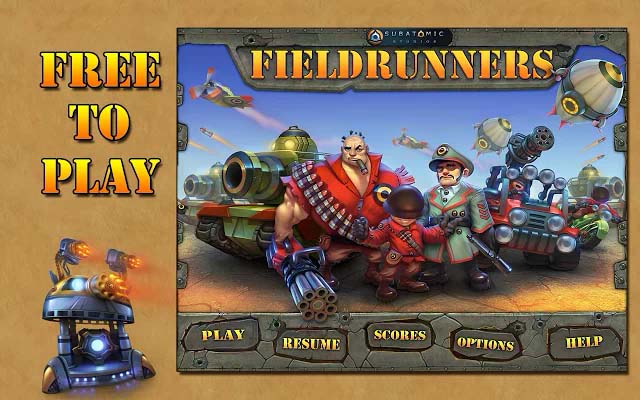 FREE
TO
PLAY
SUBATOMIC
STUDIOS
FIELDRUNNERS
PLAY
RESUME
SCORES
OPTIONS
HELP